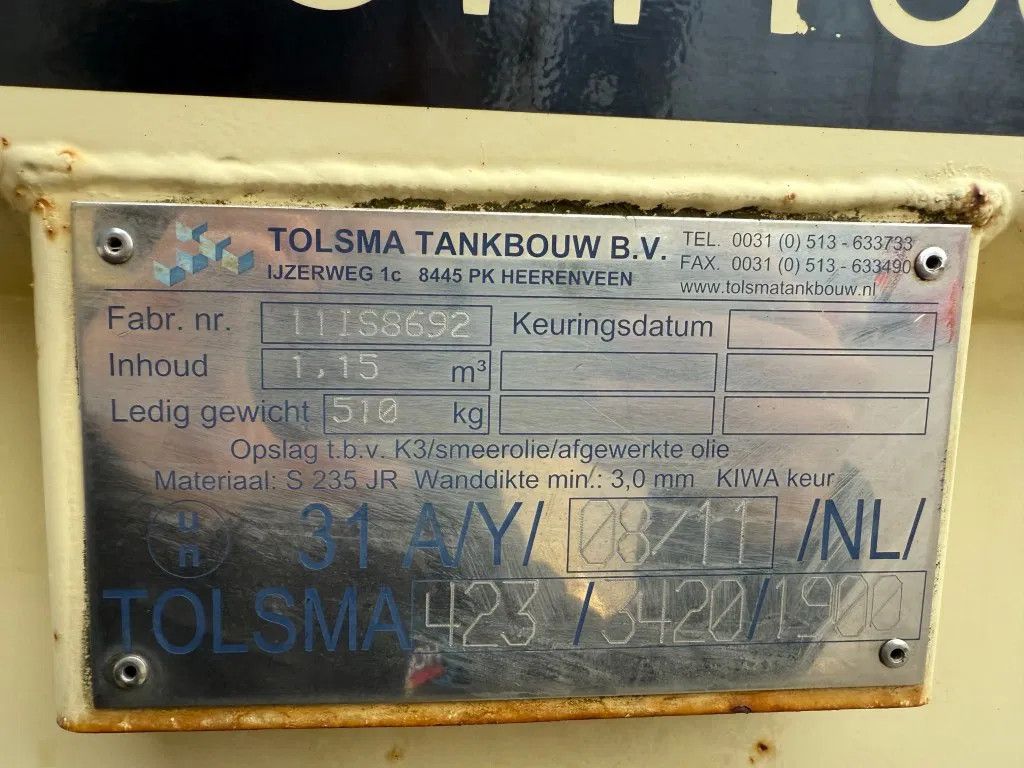 TOLSMA TANKBOUW B.V.
IJZERWEG 1c 8445 PK HEERENVEEN
TEL. 0031 (0) 513 - 633733
FAX. 0031 (0) 513 - 633490
www.tolsmatankbouw.nl
Fabr. nr. 11IS8692 Keuringsdatum
Inhoud 1,15 m³
Ledig gewicht 510 kg
Opslag t.b.v. K3/smeerolie/afgewerkte olie
Materiaal: S 235 JR Wanddikte min.: 3,0 mm KIWA keur
un 31 A/Y/ 08/11 /NL/
TOLSMA 423 / 3420/1900